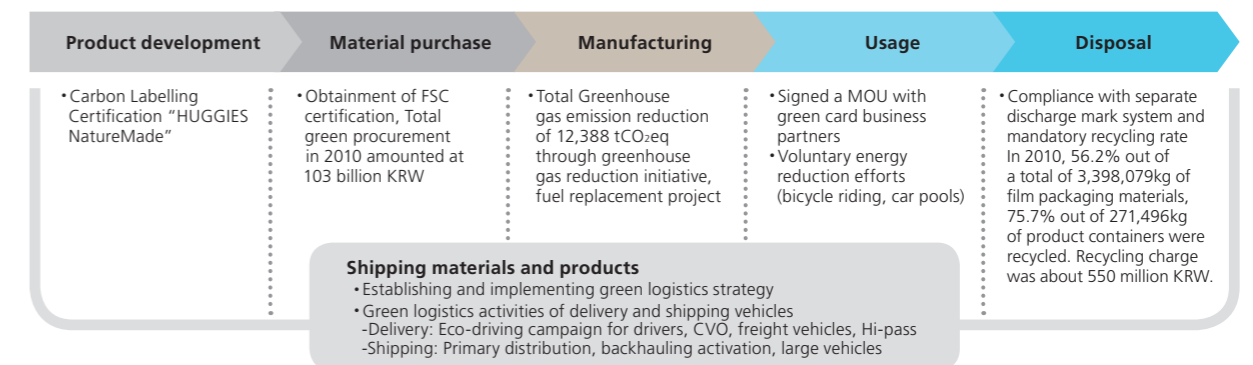 Product development
Material purchase
Manufacturing
Usage
Disposal
• Carbon Labelling
Certification “HUGGIES
NatureMade”
• Obtainment of FSC
certification, Total
green procurement
in 2010 amounted at
103 billion KRW
• Total Greenhouse
gas emission reduction
of 12,388 tCO₂eq
through greenhouse
gas reduction initiative,
fuel replacement project
• Signed a MOU with
green card business
partners
• Voluntary energy
reduction efforts
(bicycle riding, car pools)
• Compliance with separate
discharge mark system and
mandatory recycling rate
In 2010, 56.2% out of
a total of 3,398,079kg of
film packaging materials,
75.7% out of 271,496kg
of product containers were
recycled. Recycling charge
was about 550 million KRW.
Shipping materials and products
• Establishing and implementing green logistics strategy
• Green logistics activities of delivery and shipping vehicles
-Delivery: Eco-driving campaign for drivers, CVO, freight vehicles, Hi-pass
-Shipping: Primary distribution, backhauling activation, large vehicles